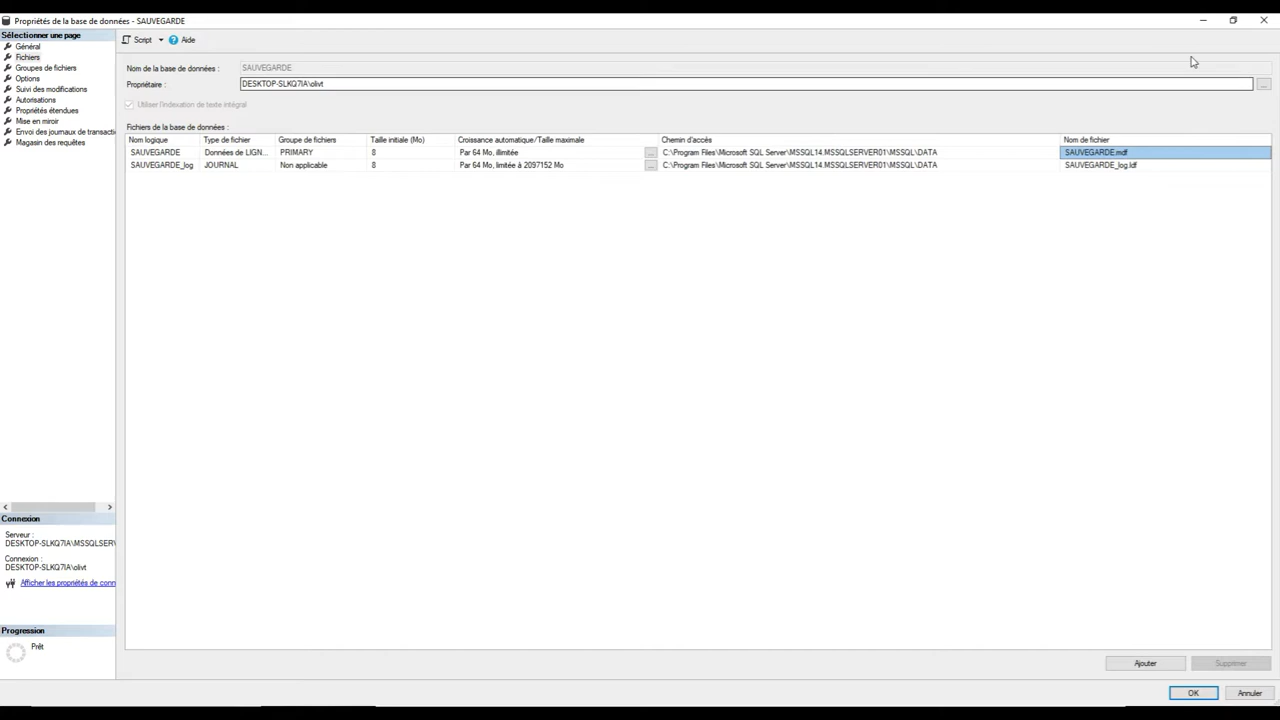 Propriétés de la base de données - SAUVEGARDE
Sélectionner une page
Général
Fichiers
Groupes de fichiers
Options
Suivi des modifications
Autorisations
Propriétés étendues
Mise en miroir
Envoi des journaux de transacti
Magasin des requêtes
Script
Aide
Nom de la base de données : SAUVEGARDE
Propriétaire : DESKTOP-SLKQ7IA\olivt ...
Utiliser l'indexation de texte intégral
Fichiers de la base de données :
Nom logique Type de fichier Groupe de fichiers Taille initiale (Mo) Croissance automatique/Taille maximale Chemin d'accès Nom de fichier
SAUVEGARDE Données de LIGN... PRIMARY 8 Par 64 Mo, illimitée ... C:\Program Files\Microsoft SQL Server\MSSQL14.MSSQLSERVER01\MSSQL\DATA SAUVEGARDE.mdf
SAUVEGARDE_log JOURNAL Non applicable 8 Par 64 Mo, limitée à 2097152 Mo ... C:\Program Files\Microsoft SQL Server\MSSQL14.MSSQLSERVER01\MSSQL\DATA SAUVEGARDE_log.ldf
Connexion
Serveur :
DESKTOP-SLKQ7IA\MSSQLSER
Connexion :
DESKTOP-SLKQ7IA\olivt
Afficher les propriétés de conn
Progression
Prêt
Ajouter Supprimer
OK Annuler